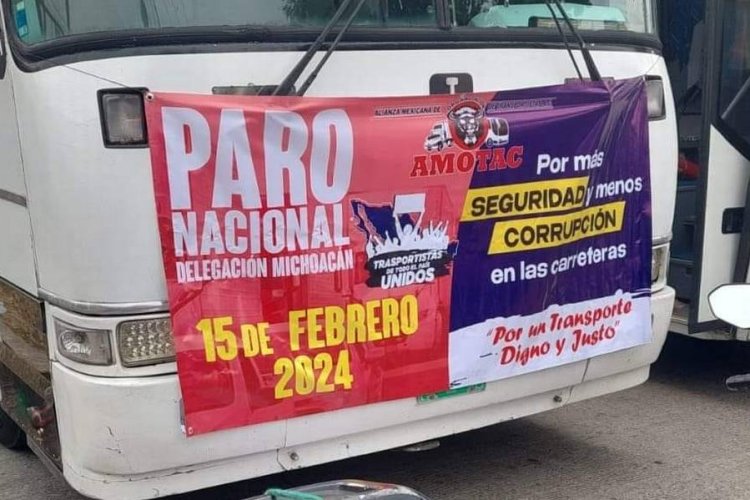 PARO
NACIONAL
DELEGACIÓN MICHOACÁN
15 DE FEBRERO
2024
ALIANZA MEXICANA DE
AMOTAC
TRASPORTISTAS
DE TODO EL PAÍS
UNIDOS
Por más
SEGURIDAD y menos
CORRUPCIÓN
en las carreteras
"Por un Transporte
Digno y Justo"